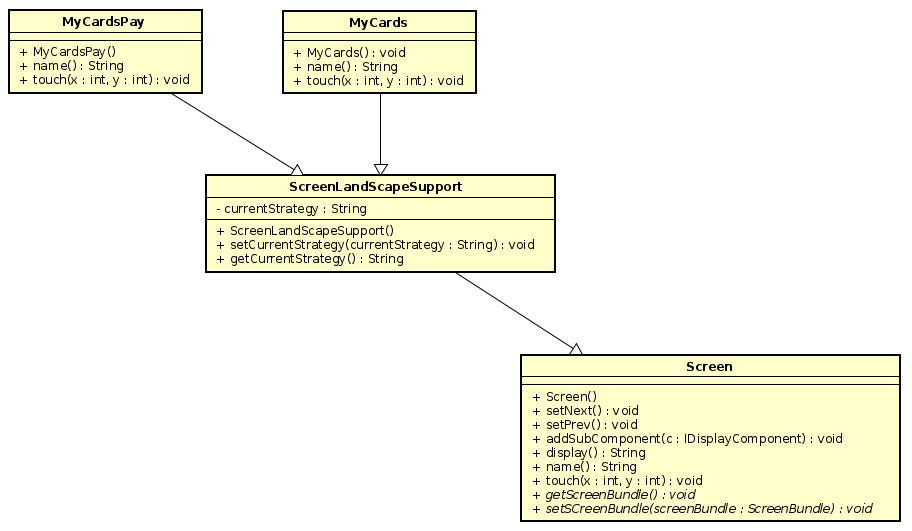 MyCardsPay
+ MyCardsPay()
+ name() : String
+ touch(x : int, y : int) : void
MyCards
+ MyCards() : void
+ name() : String
+ touch(x : int, y : int) : void
ScreenLandScapeSupport
- currentStrategy : String
+ ScreenLandScapeSupport()
+ setCurrentStrategy(currentStrategy : String) : void
+ getCurrentStrategy() : String
Screen
+ Screen()
+ setNext() : void
+ setPrev() : void
+ addSubComponent(c : IDisplayComponent) : void
+ display() : String
+ name() : String
+ touch(x : int, y : int) : void
+ getScreenBundle() : void
+ setSCreenBundle(screenBundle : ScreenBundle) : void